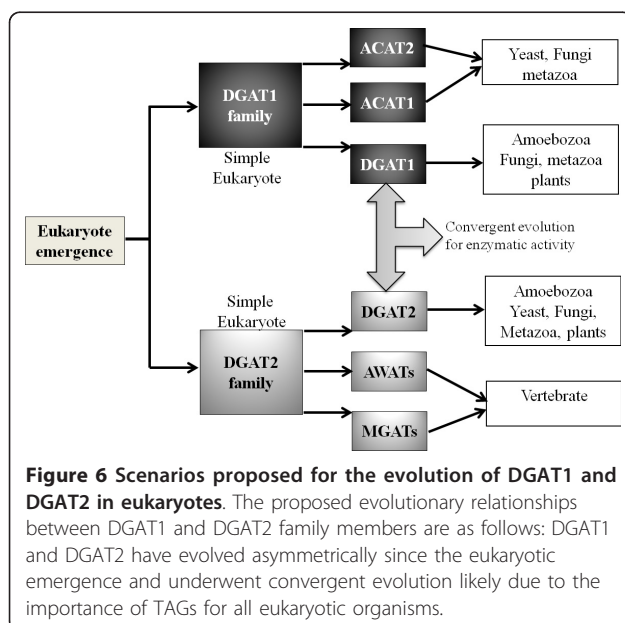 ACAT2
Yeast, Fungi
metazoa
DGAT1
family
ACAT1
Simple
Eukaryote
DGAT1
Amoebozoa
Fungi, metazoa
plants
Eukaryote
emergence
Convergent evolution
for enzymatic activity
Simple
Eukaryote
DGAT2
Amoebozoa
Yeast, Fungi,
Metazoa, plants
DGAT2
family
AWATs
Vertebrate
MGATs
Figure 6 Scenarios proposed for the evolution of DGAT1 and
DGAT2 in eukaryotes. The proposed evolutionary relationships
between DGAT1 and DGAT2 family members are as follows: DGAT1
and DGAT2 have evolved asymmetrically since the eukaryotic
emergence and underwent convergent evolution likely due to the
importance of TAGs for all eukaryotic organisms.